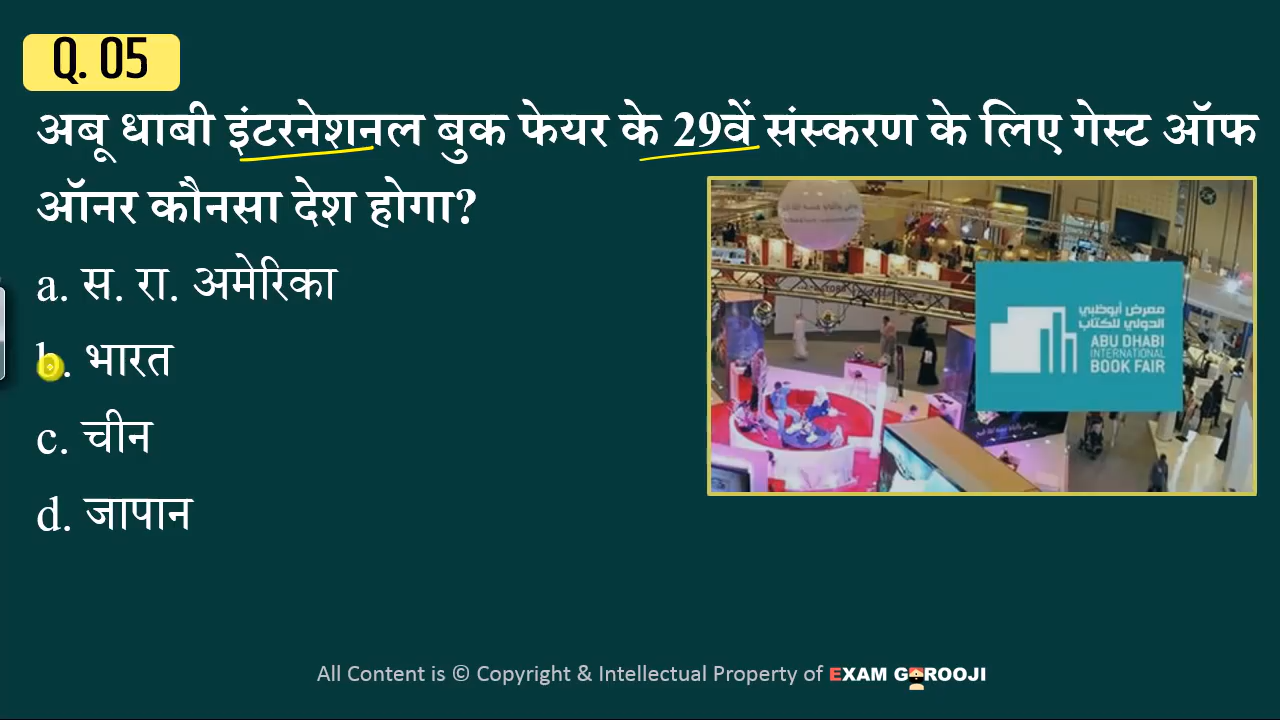 Q. 05
अबू धाबी इंटरनेशनल बुक फेयर के 29वें संस्करण के लिए गेस्ट ऑफ
ऑनर कौनसा देश होगा?
a. स. रा. अमेरिका
b. भारत
c. चीन
d. जापान
معرض أبوظبي
الدولي للكتاب
ABU DHABI
INTERNATIONAL
BOOK FAIR
All Content is © Copyright & Intellectual Property of EXAM GUROOJI